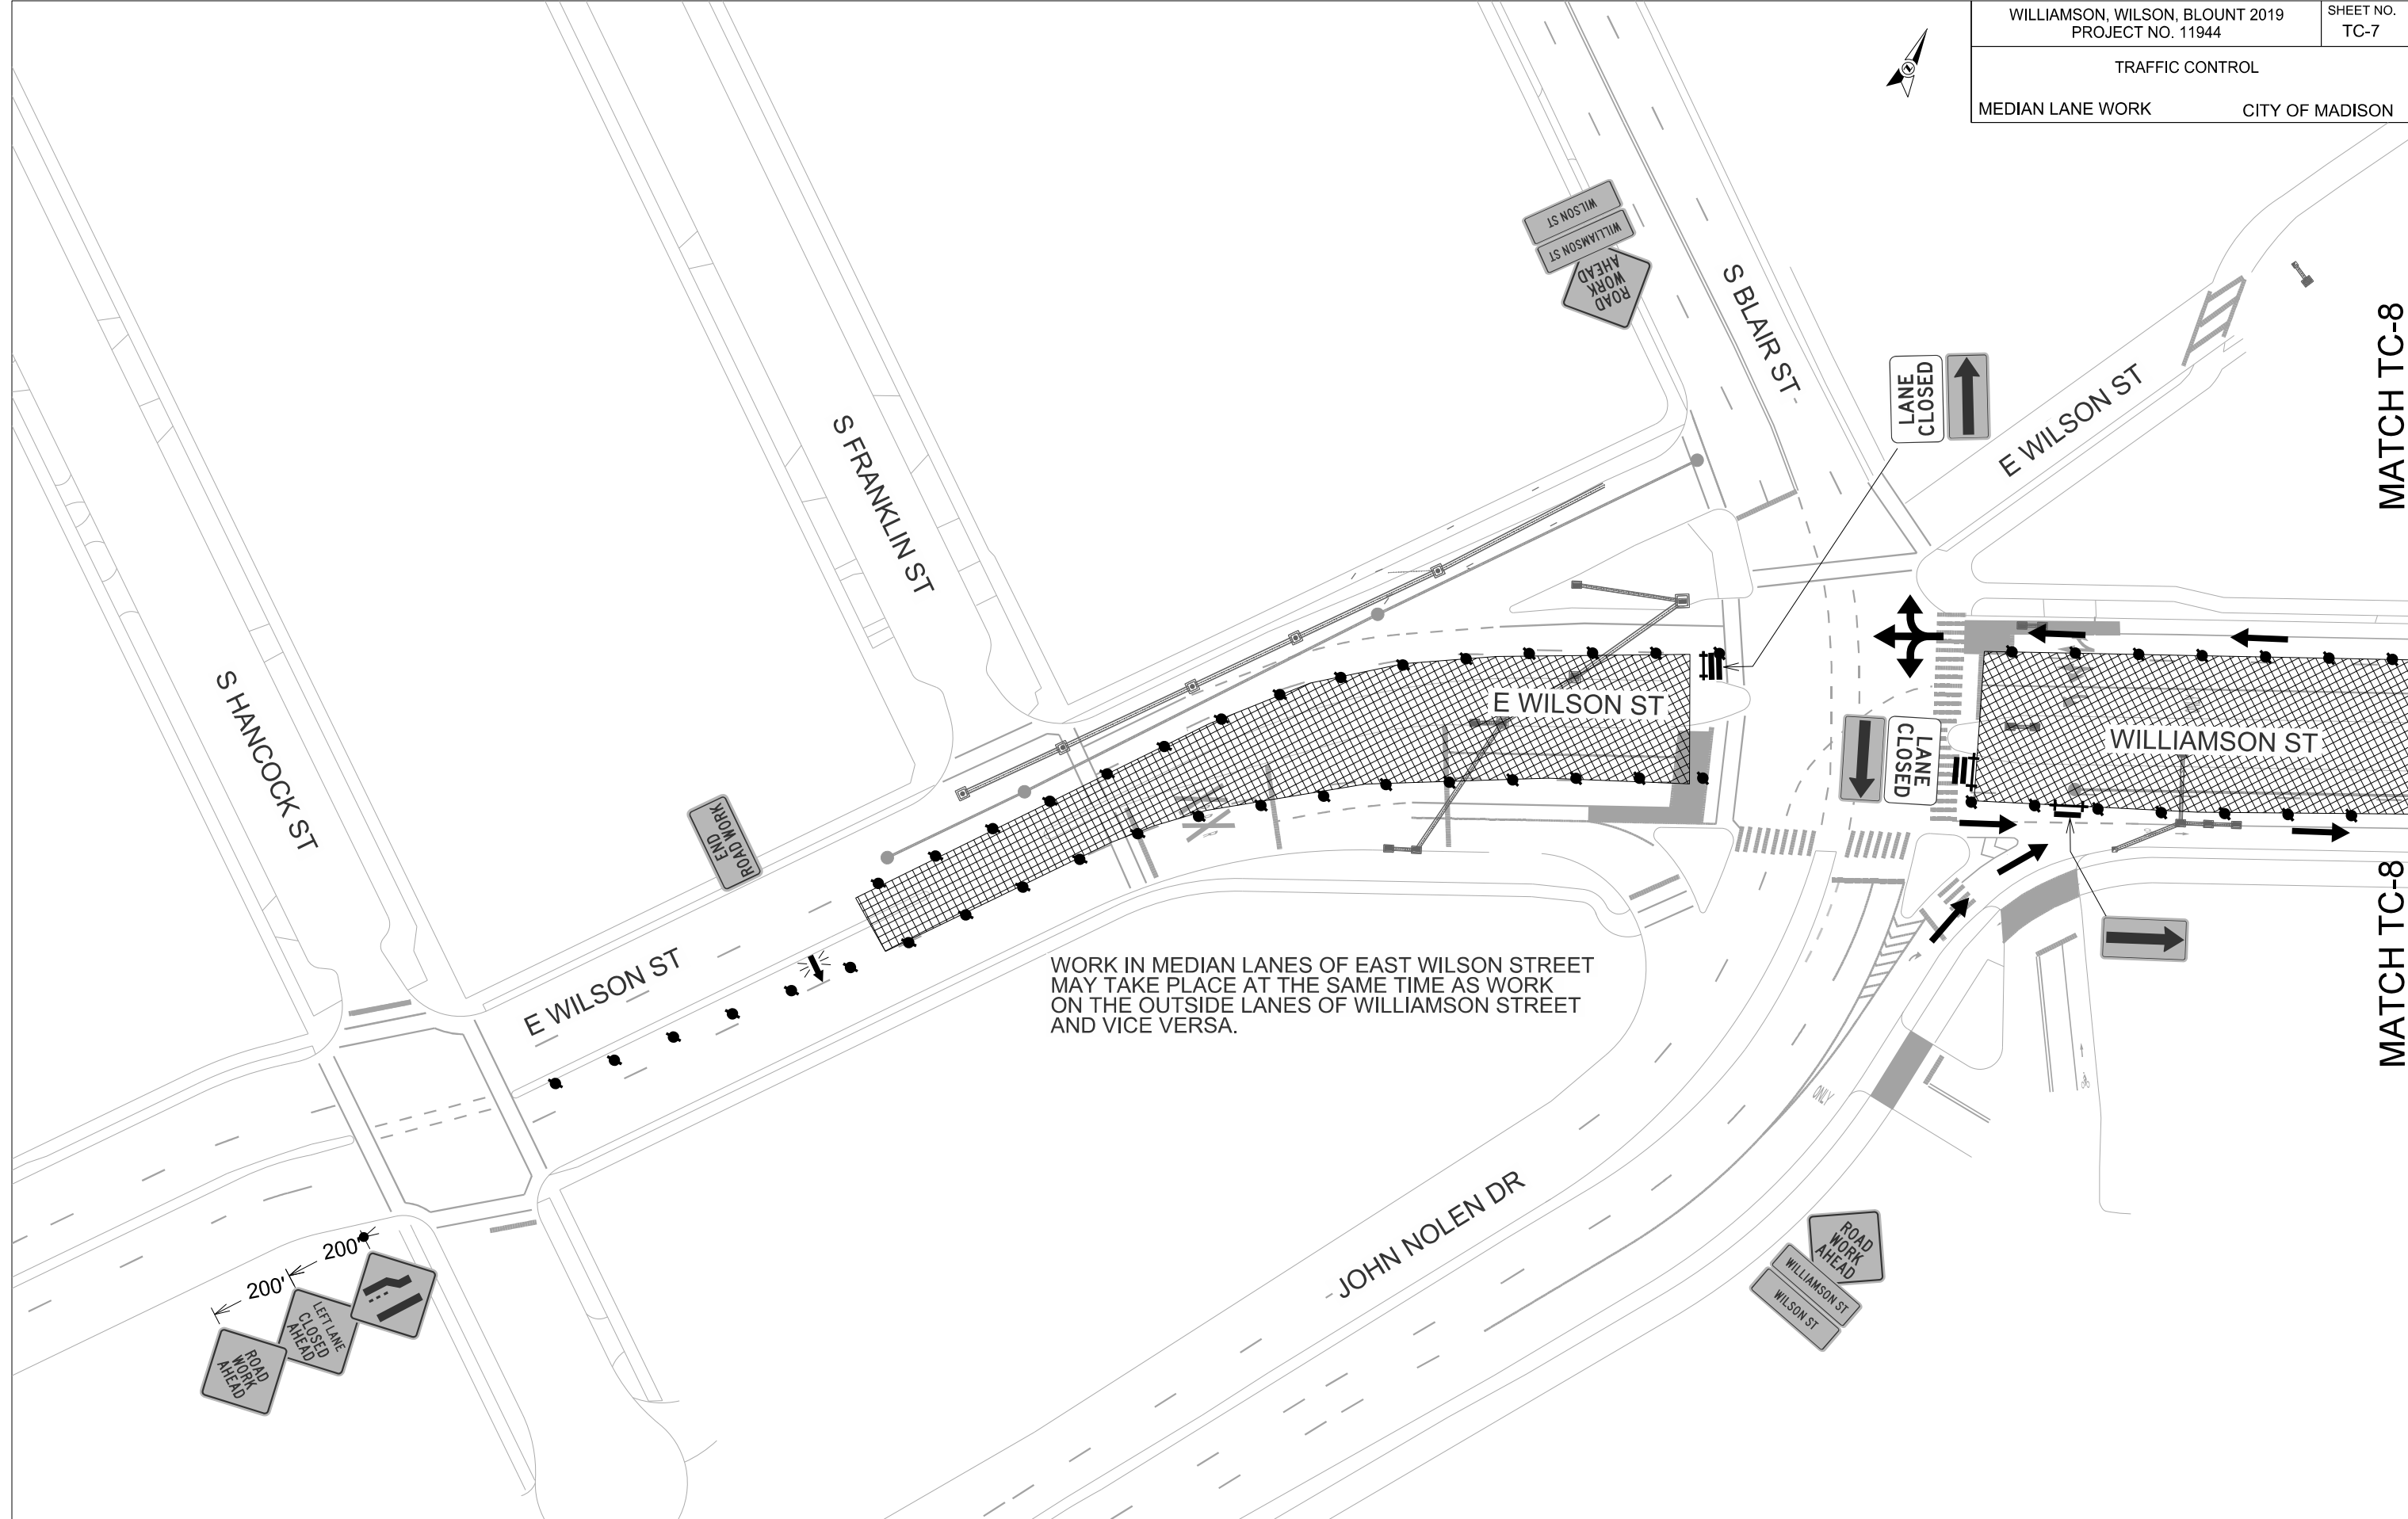 WILLIAMSON, WILSON, BLOUNT 2019
PROJECT NO. 11944
SHEET NO.
TC-7
TRAFFIC CONTROL
MEDIAN LANE WORK
CITY OF MADISON
WILSON ST
WILLIAMSON ST
ROAD
WORK
AHEAD
S BLAIR ST
LANE
CLOSED
E WILSON ST
MATCH TC-8
S FRANKLIN ST
S HANCOCK ST
E WILSON ST
WILLIAMSON ST
LANE
CLOSED
END
ROAD WORK
E WILSON ST
WORK IN MEDIAN LANES OF EAST WILSON STREET
MAY TAKE PLACE AT THE SAME TIME AS WORK
ON THE OUTSIDE LANES OF WILLIAMSON STREET
AND VICE VERSA.
MATCH TC-8
ONLY
JOHN NOLEN DR
200'
200'
LEFT LANE
CLOSED
AHEAD
ROAD
WORK
AHEAD
ROAD
WORK
AHEAD
WILLIAMSON ST
WILSON ST